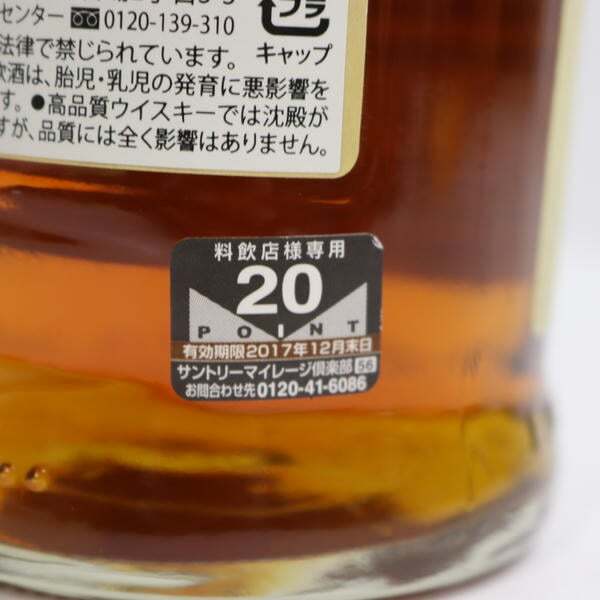 センター 0120-139-310
プラ
法律で禁じられています。 キャップ
飲酒は、胎児・乳児の発育に悪影響を
す。●高品質ウイスキーでは沈殿が
すが、品質には全く影響はありません。
料飲店様専用
20
POINT
有効期限2017年12月末日
サントリーマイレージ倶楽部 56
お問合わせ先0120-41-6086